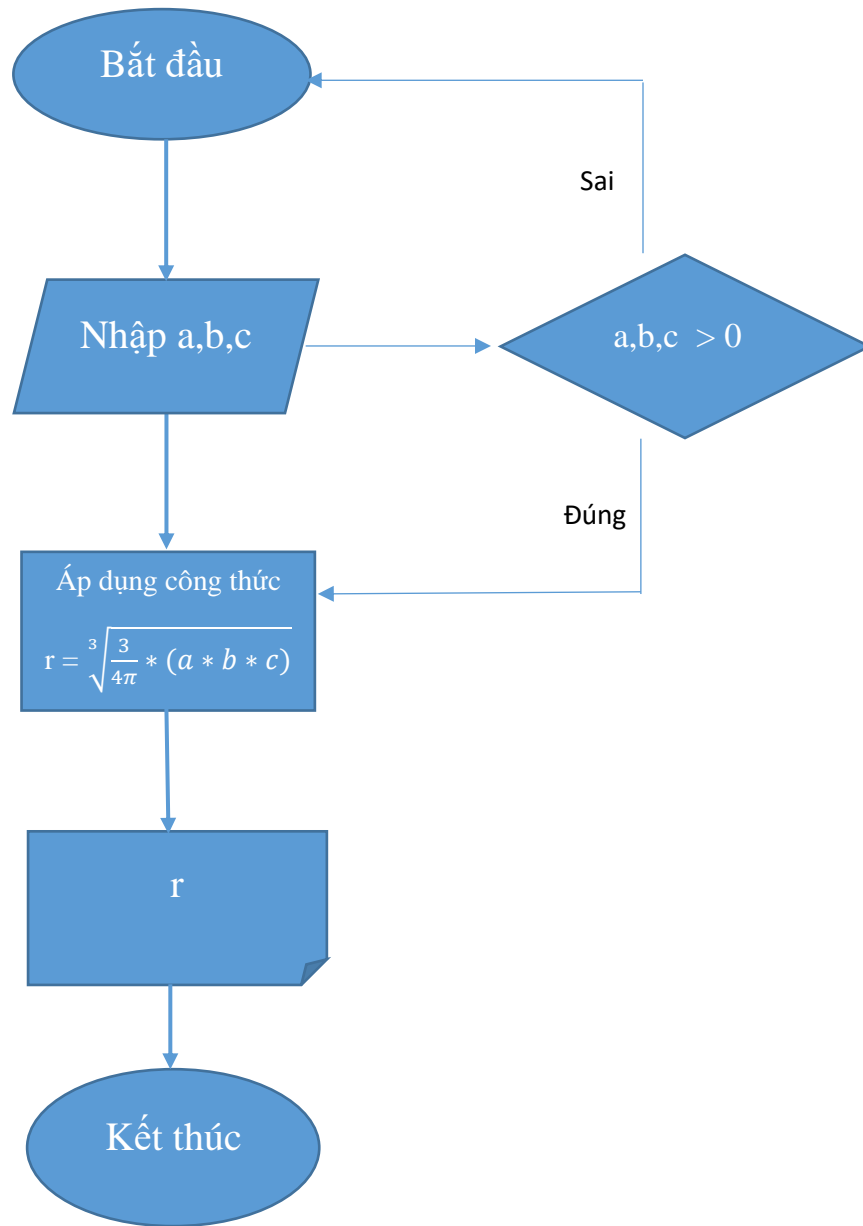 Bắt đầu
Sai
Nhập a,b,c
a,b,c > 0
Đúng
Áp dụng công thức
r = ∛(3/4π * (a * b * c))
r
Kết thúc